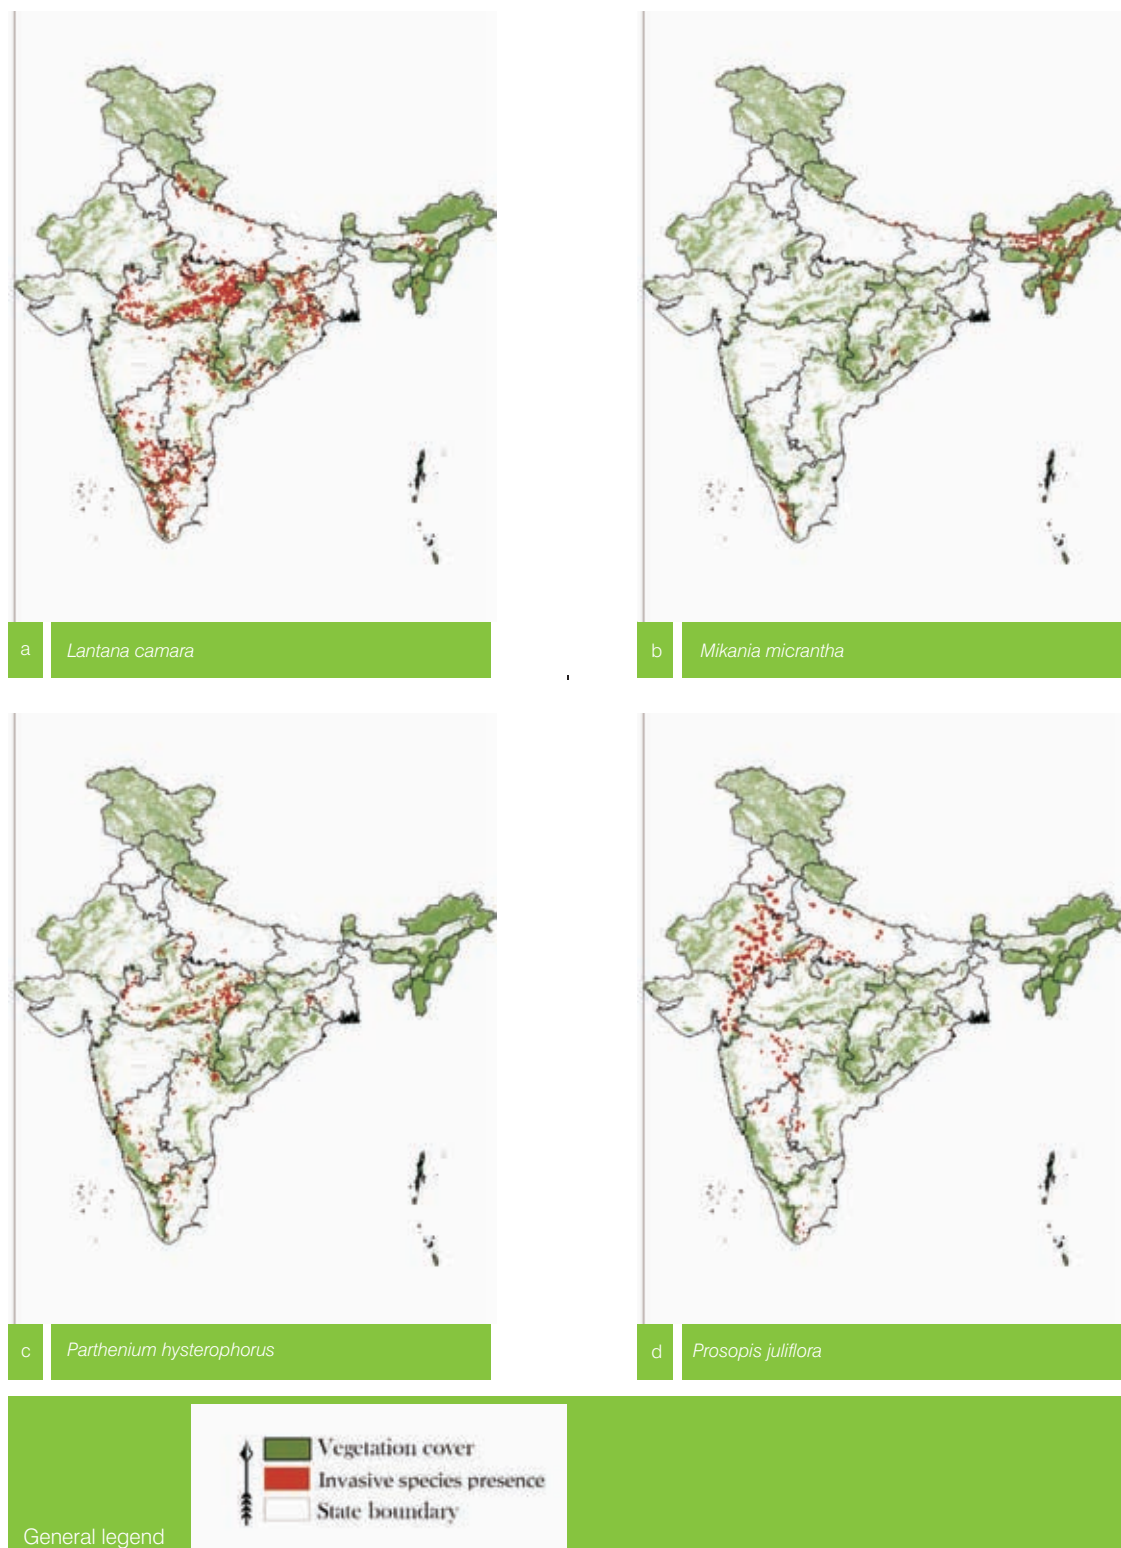 a
Lantana camara
b
Mikania micrantha
c
Parthenium hysterophorus
d
Prosopis juliflora
Vegetation cover
Invasive species presence
State boundary
General legend